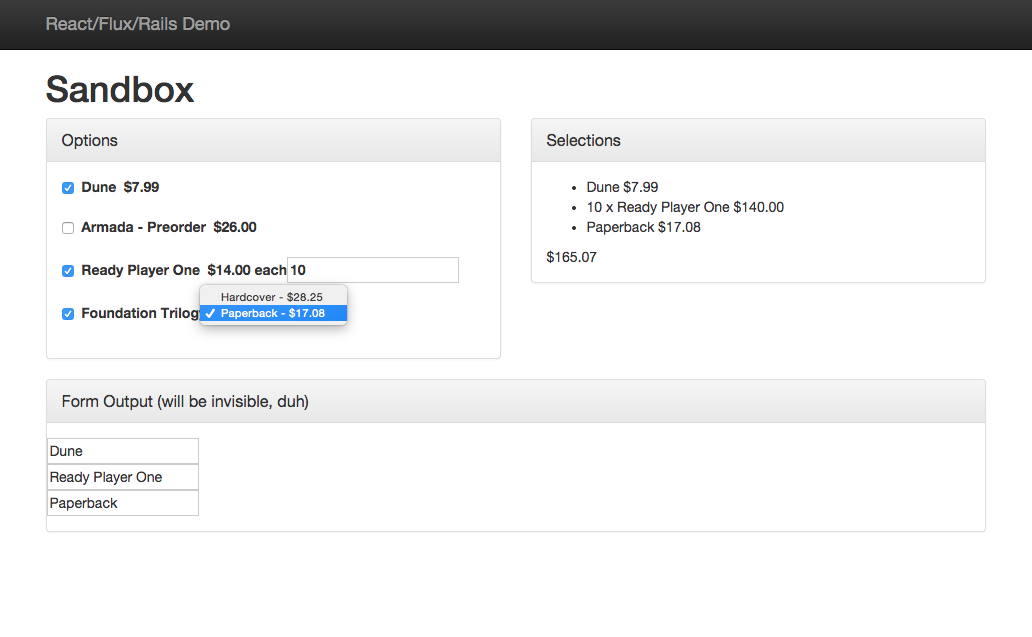 React/Flux/Rails Demo
Sandbox
Options
Dune $7.99
Armada - Preorder $26.00
Ready Player One $14.00 each 10
Foundation Trilog
Hardcover - $28.25
✓ Paperback - $17.08
Selections
• Dune $7.99
• 10 x Ready Player One $140.00
• Paperback $17.08
$165.07
Form Output (will be invisible, duh)
Dune
Ready Player One
Paperback